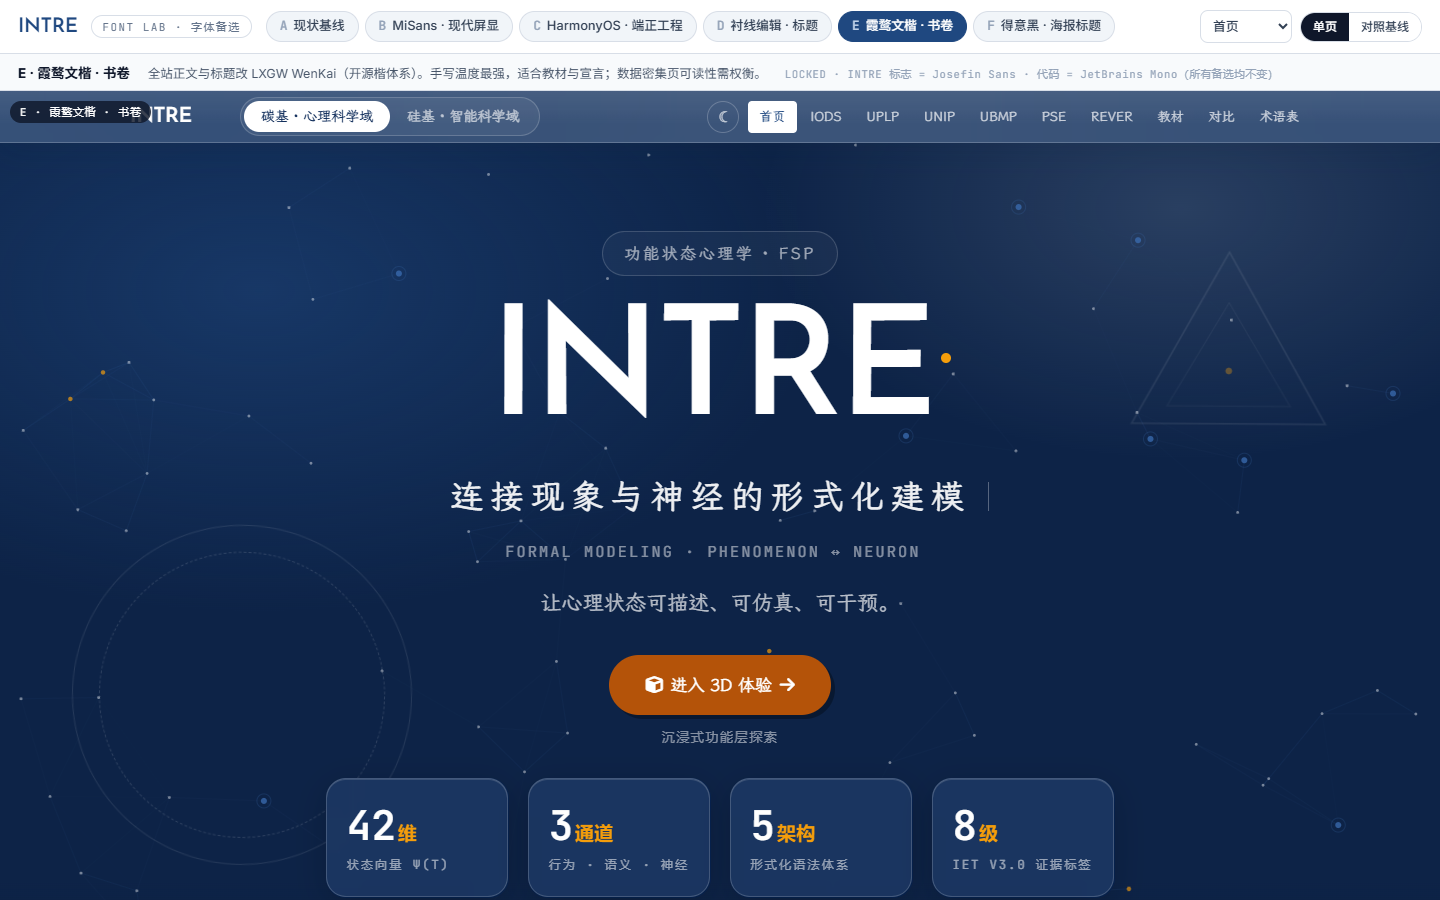 INTRE FONT LAB · 字体备选 A 现状基线 B MiSans · 现代屏显 C HarmonyOS · 端正工程 D 衬线编辑 · 标题 E 霞鹜文楷 · 书卷 F 得意黑 · 海报标题 首页 单页 对照基线
E · 霞鹜文楷 · 书卷 全站正文与标题改 LXGW WenKai（开源楷体系）。手写温度最强，适合教材与宣言；数据密集页可读性需权衡。 LOCKED · INTRE 标志 = Josefin Sans · 代码 = JetBrains Mono (所有备选均不变)
E · 霞鹜文楷 · 书卷 INTRE 碳基 · 心理科学域 硅基 · 智能科学域 首页 IODS UPLP UNIP UBMP PSE REVER 教材 对比 术语表
功能状态心理学 · FSP
INTRE
连接现象与神经的形式化建模
FORMAL MODELING · PHENOMENON ↔ NEURON
让心理状态可描述、可仿真、可干预。
进入 3D 体验 →
沉浸式功能层探索
42维 3通道 5架构 8级
状态向量 Ψ(T) 行为 · 语义 · 神经 形式化语法体系 IET V3.0 证据标签